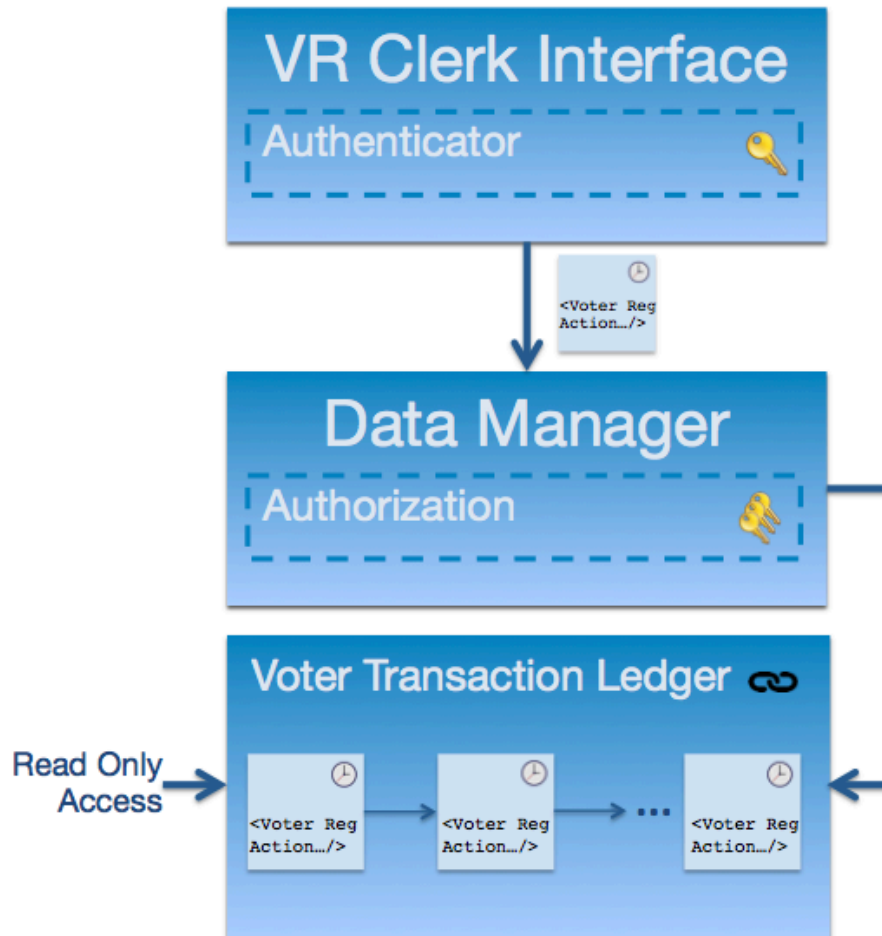 VR Clerk Interface
Authenticator
<Voter Reg
Action…/>
Data Manager
Authorization
Voter Transaction Ledger
Read Only
Access
<Voter Reg
Action…/>
<Voter Reg
Action…/>
...
<Voter Reg
Action…/>